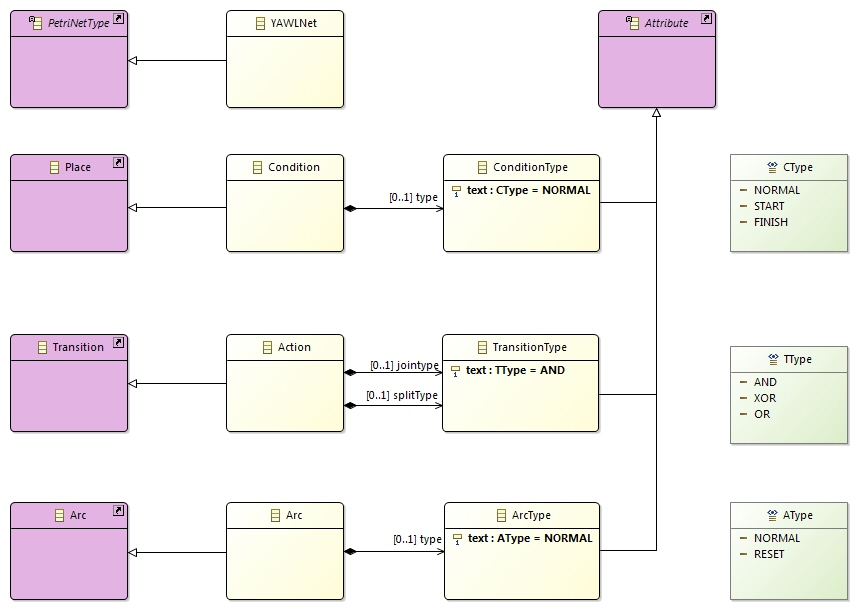 PetriNetType
YAWLNet
Attribute
Place
Condition
[0..1] type
ConditionType
text : CType = NORMAL
CType
NORMAL
START
FINISH
Transition
Action
[0..1] jointype
[0..1] splitType
TransitionType
text : TType = AND
TType
AND
XOR
OR
Arc
Arc
[0..1] type
ArcType
text : AType = NORMAL
AType
NORMAL
RESET